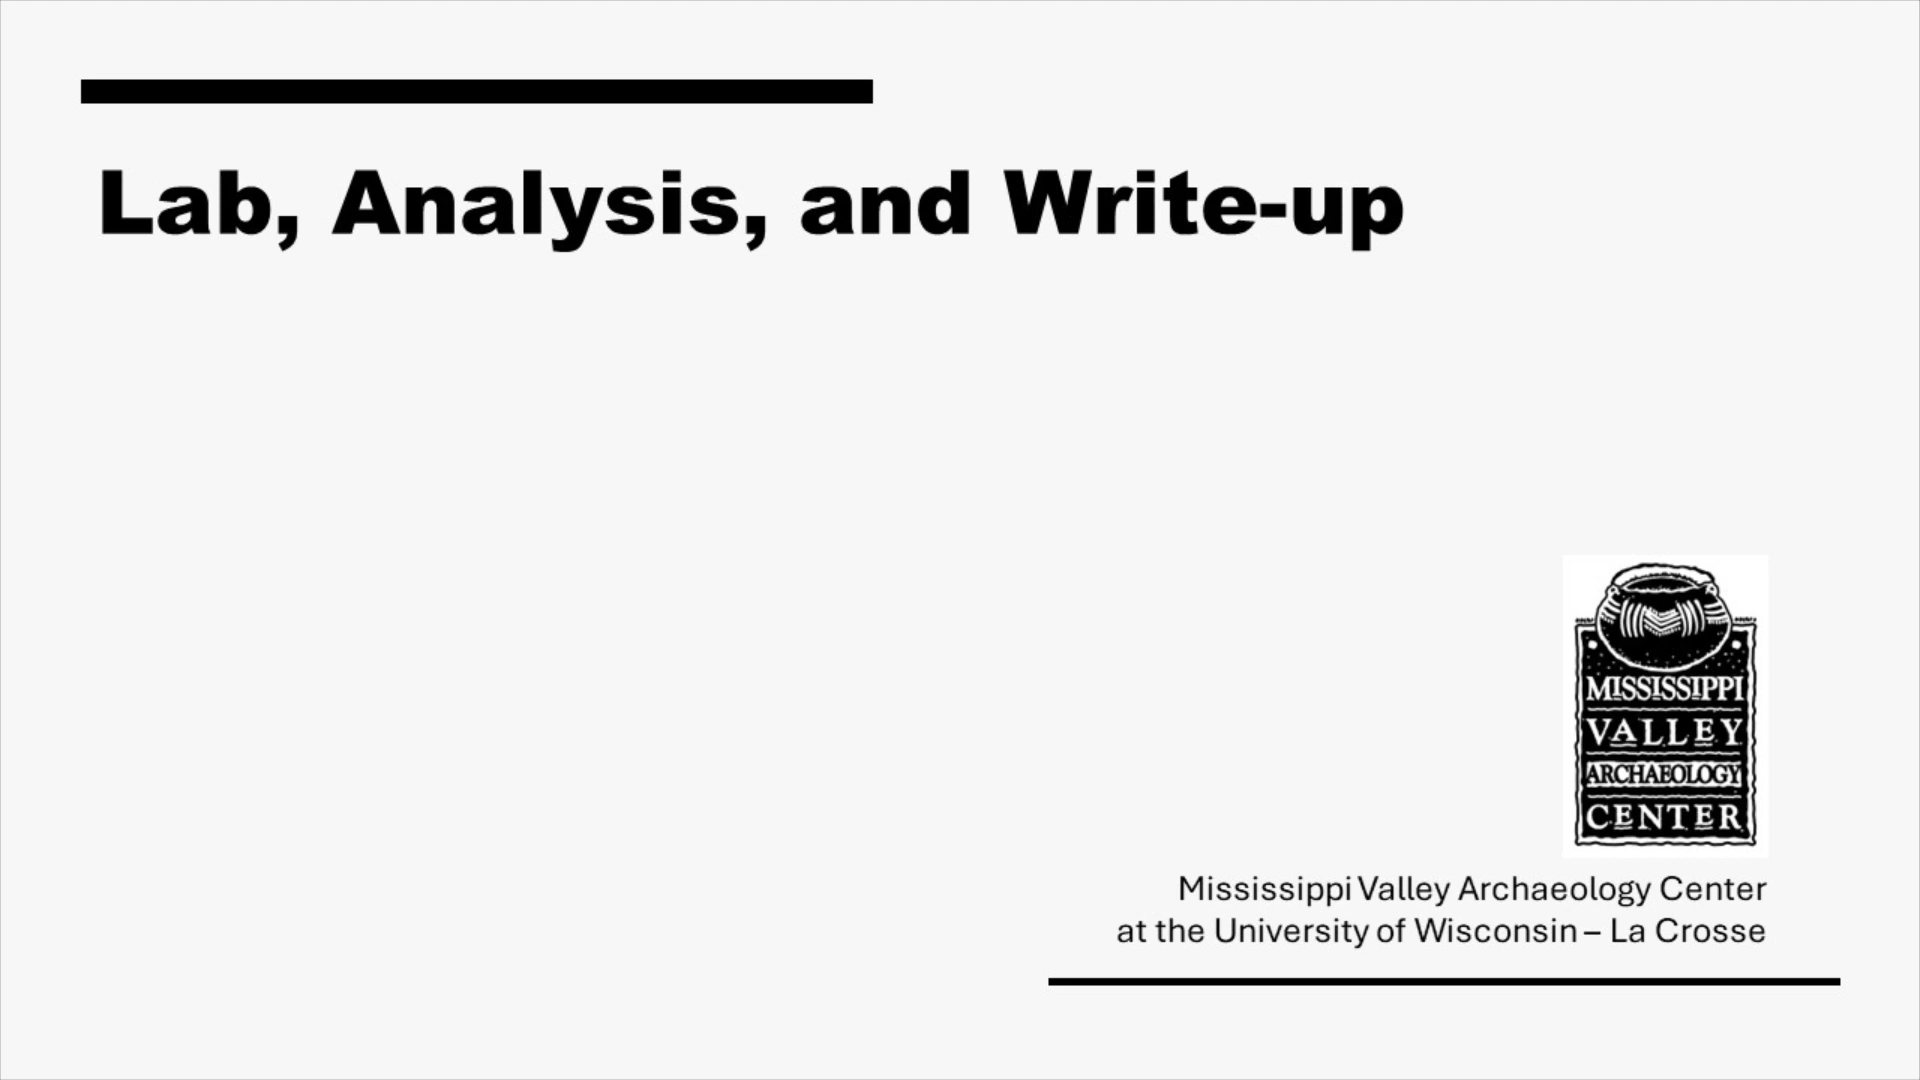 Lab, Analysis, and Write-up
MISSISSIPPI
VALLEY
ARCHAEOLOGY
CENTER
Mississippi Valley Archaeology Center
at the University of Wisconsin – La Crosse